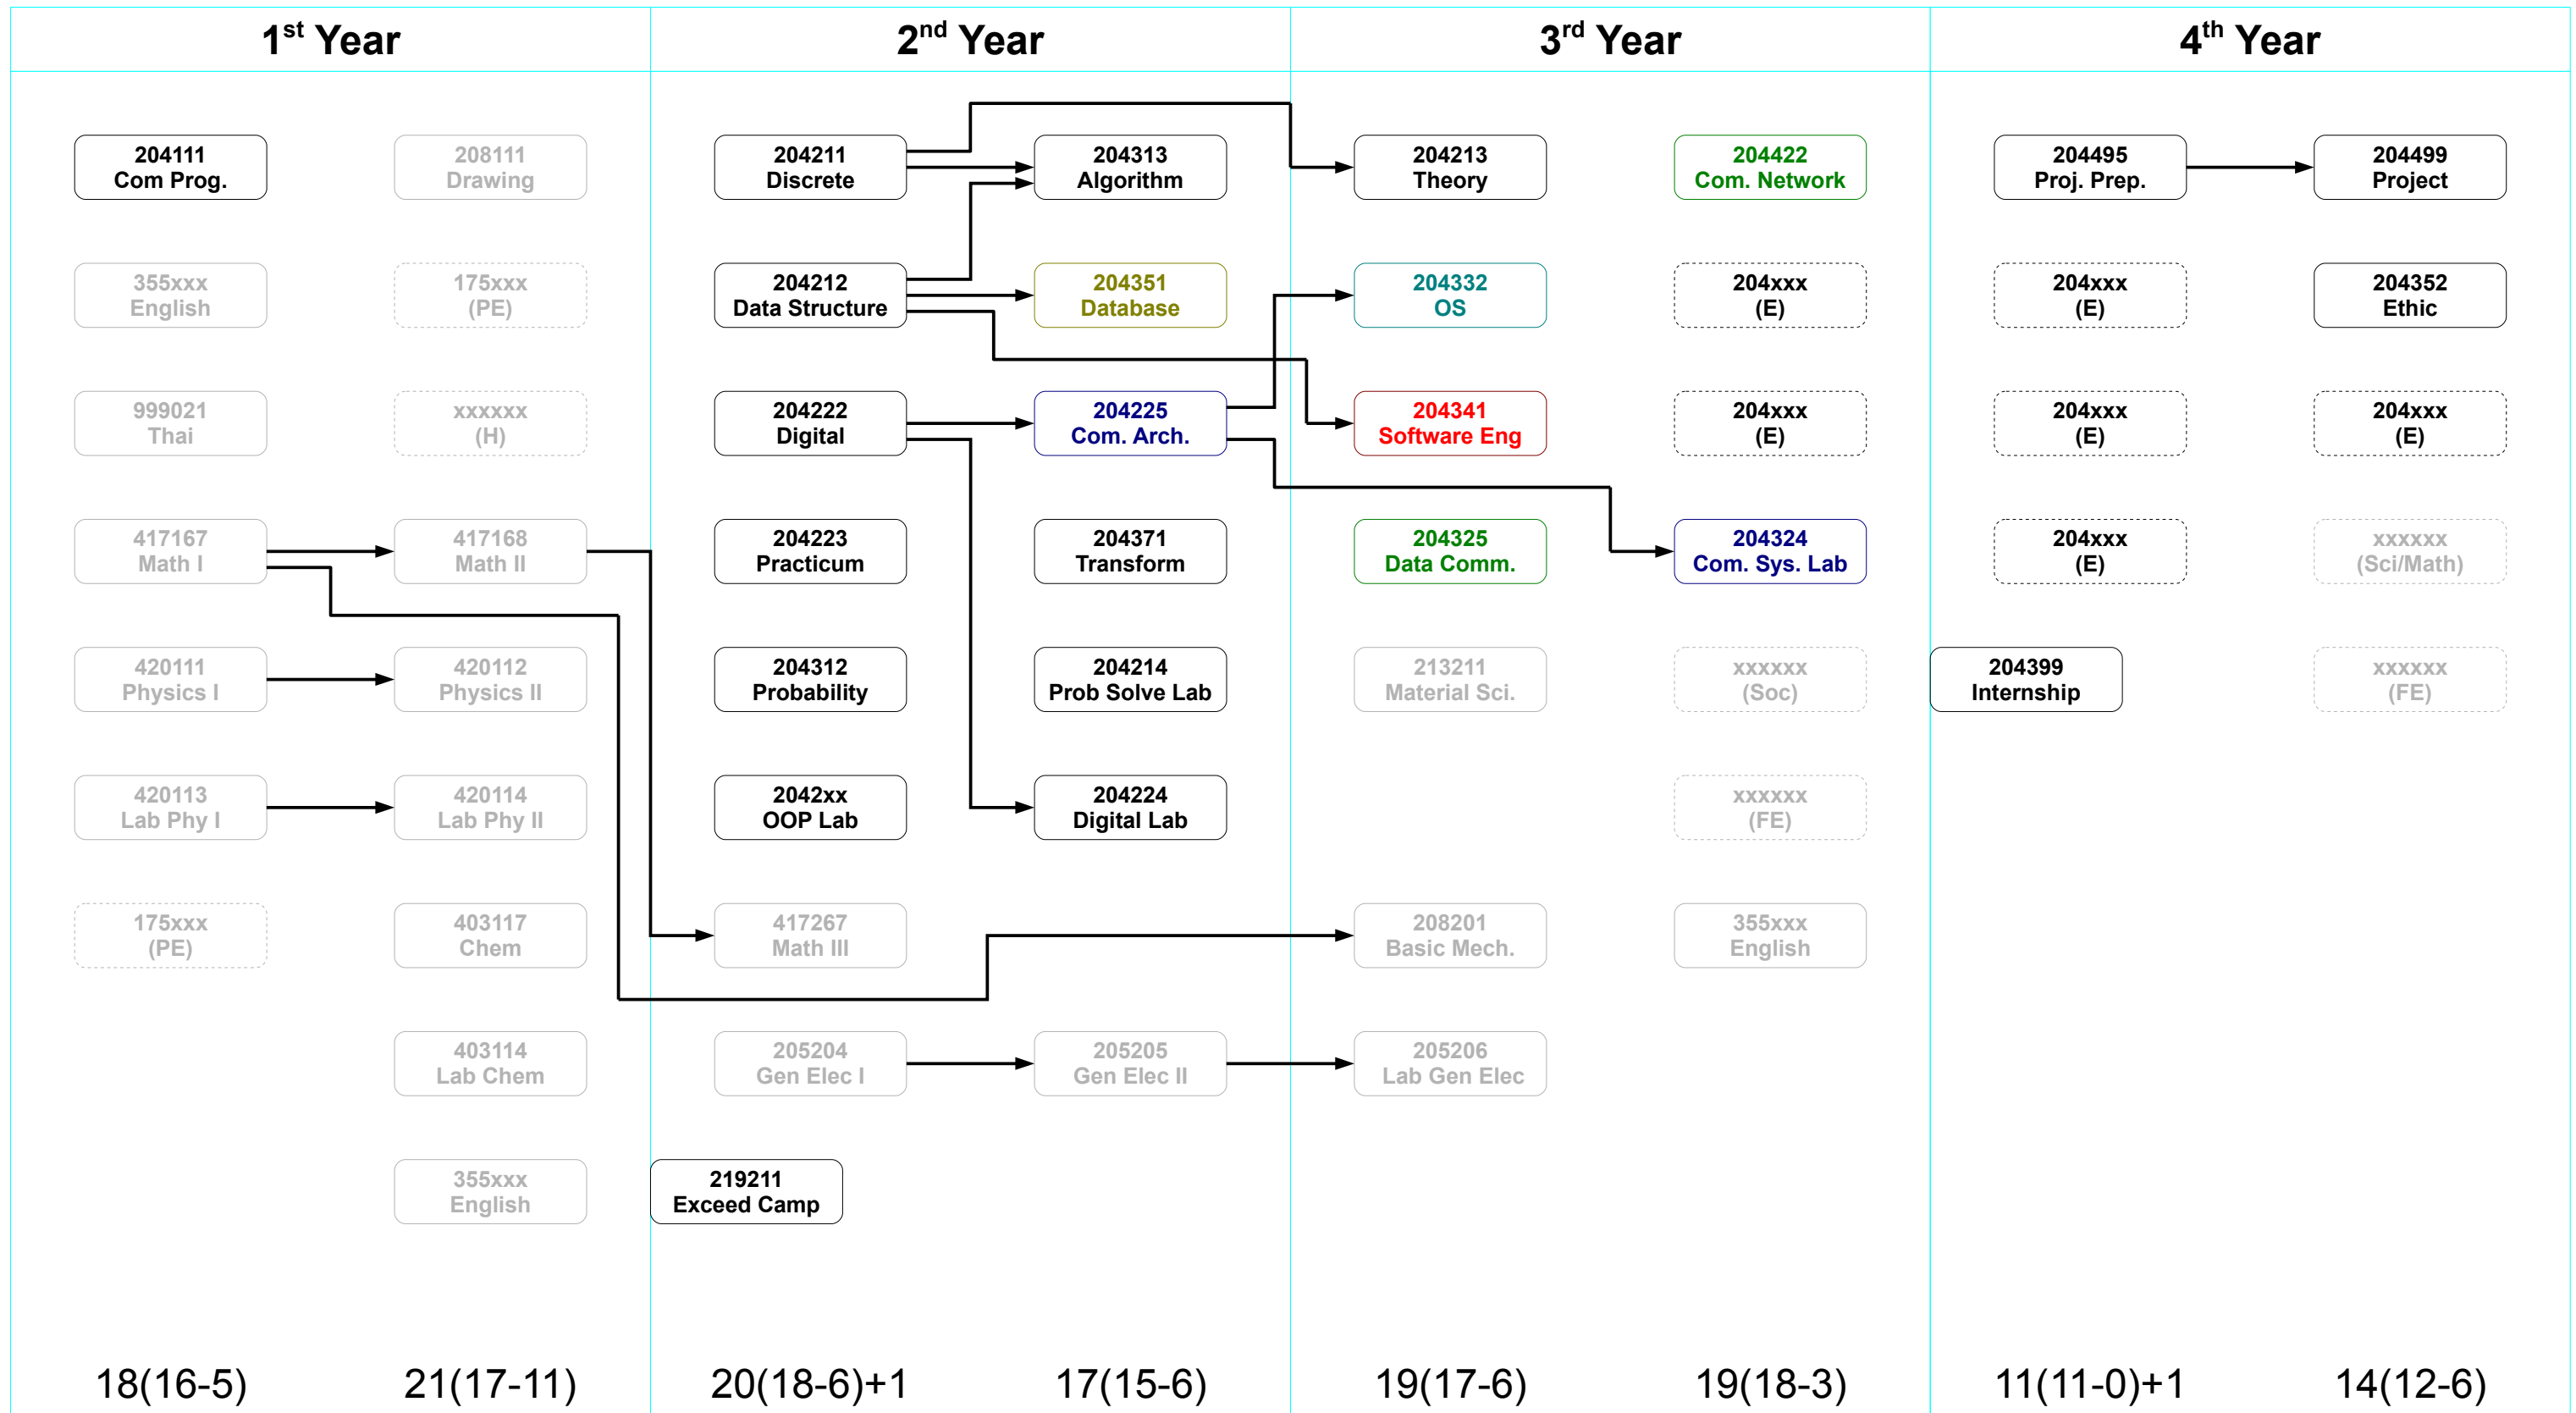 1st Year
2nd Year
3rd Year
4th Year
204111
Com Prog.
208111
Drawing
204211
Discrete
204313
Algorithm
204213
Theory
204422
Com. Network
204495
Proj. Prep.
204499
Project
355xxx
English
175xxx
(PE)
204212
Data Structure
204351
Database
204332
OS
204xxx
(E)
204xxx
(E)
204352
Ethic
999021
Thai
xxxxxx
(H)
204222
Digital
204225
Com. Arch.
204341
Software Eng
204xxx
(E)
204xxx
(E)
204xxx
(E)
417167
Math I
417168
Math II
204223
Practicum
204371
Transform
204325
Data Comm.
204324
Com. Sys. Lab
204xxx
(E)
xxxxxx
(Sci/Math)
420111
Physics I
420112
Physics II
204312
Probability
204214
Prob Solve Lab
213211
Material Sci.
xxxxxx
(Soc)
204399
Internship
xxxxxx
(FE)
420113
Lab Phy I
420114
Lab Phy II
2042xx
OOP Lab
204224
Digital Lab
xxxxxx
(FE)
175xxx
(PE)
403117
Chem
417267
Math III
208201
Basic Mech.
355xxx
English
403114
Lab Chem
205204
Gen Elec I
205205
Gen Elec II
205206
Lab Gen Elec
355xxx
English
219211
Exceed Camp
18(16-5)
21(17-11)
20(18-6)+1
17(15-6)
19(17-6)
19(18-3)
11(11-0)+1
14(12-6)